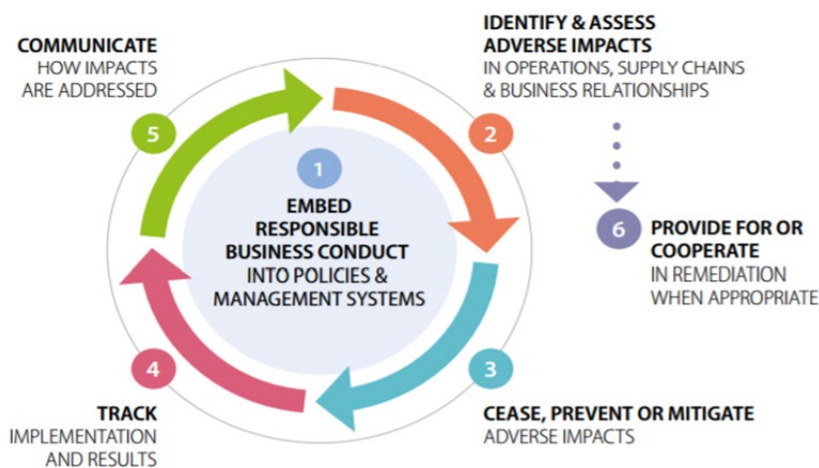 COMMUNICATE
HOW IMPACTS
ARE ADDRESSED
5
IDENTIFY & ASSESS
ADVERSE IMPACTS
IN OPERATIONS, SUPPLY CHAINS
& BUSINESS RELATIONSHIPS
2
1
EMBED
RESPONSIBLE
BUSINESS CONDUCT
INTO POLICIES &
MANAGEMENT SYSTEMS
6
PROVIDE FOR OR
COOPERATE
IN REMEDIATION
WHEN APPROPRIATE
4
TRACK
IMPLEMENTATION
AND RESULTS
3
CEASE, PREVENT OR MITIGATE
ADVERSE IMPACTS